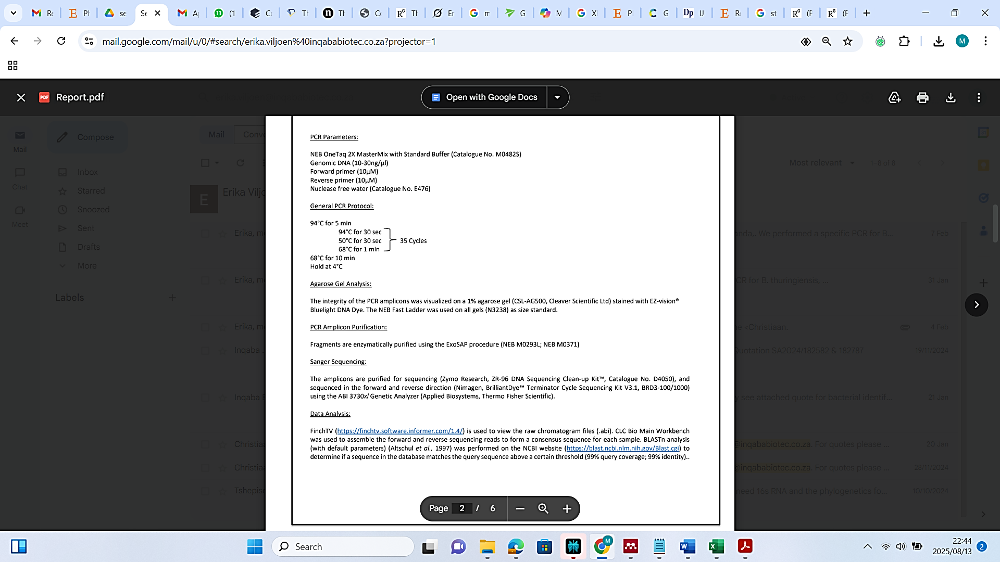 Re
Pl
se
Se
A
(1
Co
Th
Th
Co
Th
Er
m
G
M
Xl
Pl
G
IJ
Re
st
(F
(F
mail.google.com/mail/u/0/#search/erika.viljoen%40inqababiotec.co.za?projector=1
M
PDF Report.pdf
Open with Google Docs
Mail
Chat
Meet
Compose
Inbox
Starred
Snoozed
Sent
Drafts
More
Labels
Mail
Conv
Most relevant
1–8 of 8
E
Erika Viljo
Erika, m
anda,. We performed a specific PCR for B...
7 Feb
Erika, m
CR for B. thuringiensis, ...
31 Jan
Erika, m
e <Christiaan.
4 Feb
Inqaba
Quotation SA2024/182582 & 182787
19/11/2024
Inqaba
y see attached quote for bacterial identif...
21 Jan
Christia
@inqababiotec.co.za. For quotes please ...
20 Jan
Christia
@inqababiotec.co.za. For quotes please ...
28/11/2024
Tshepis
need 16s RNA and the phylogenetics fo...
10/10/2024
PCR Parameters:
NEB OneTaq 2X MasterMix with Standard Buffer (Catalogue No. M0482S)
Genomic DNA (10-30ng/µl)
Forward primer (10µM)
Reverse primer (10µM)
Nuclease free water (Catalogue No. E476)
General PCR Protocol:
94°C for 5 min
94°C for 30 sec
50°C for 30 sec
35 Cycles
68°C for 1 min
68°C for 10 min
Hold at 4°C
Agarose Gel Analysis:
The integrity of the PCR amplicons was visualized on a 1% agarose gel (CSL-AG500, Cleaver Scientific Ltd) stained with EZ-vision®
Bluelight DNA Dye. The NEB Fast Ladder was used on all gels (N3238) as size standard.
PCR Amplicon Purification:
Fragments are enzymatically purified using the ExoSAP procedure (NEB M0293L; NEB M0371)
Sanger Sequencing:
The amplicons are purified for sequencing (Zymo Research, ZR-96 DNA Sequencing Clean-up Kit™, Catalogue No. D4050), and
sequenced in the forward and reverse direction (Nimagen, BrilliantDye™ Terminator Cycle Sequencing Kit V3.1, BRD3-100/1000)
using the ABI 3730xl Genetic Analyzer (Applied Biosystems, Thermo Fisher Scientific).
Data Analysis:
FinchTV (https://finchtv.software.informer.com/1.4/) is used to view the raw chromatogram files (.abi). CLC Bio Main Workbench
was used to assemble the forward and reverse sequencing reads to form a consensus sequence for each sample. BLASTn analysis
(with default parameters) (Altschul et al., 1997) was performed on the NCBI website (https://blast.ncbi.nlm.nih.gov/Blast.cgi) to
determine if a sequence in the database matches the query sequence above a certain threshold (99% query coverage; 99% identity)..
Page 2 / 6
Search
22:44
2025/08/13
2